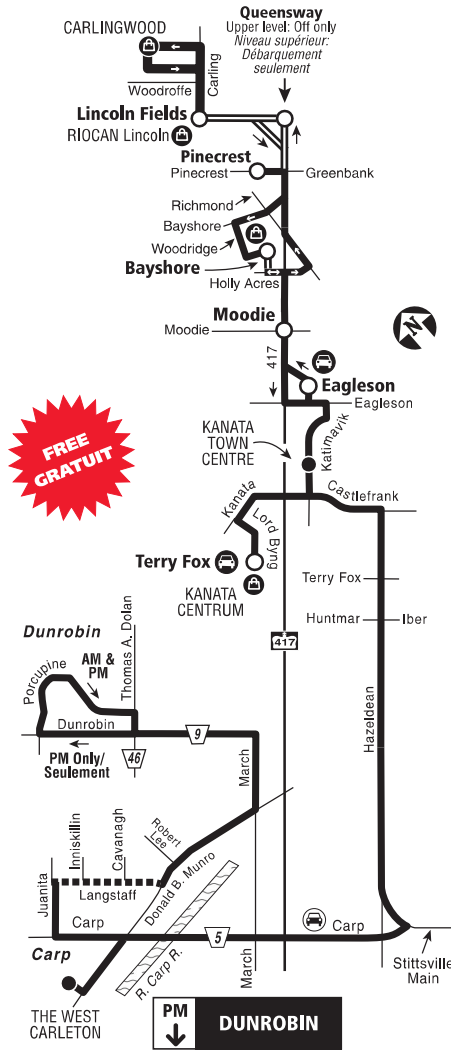 Queensway
Upper level: Off only
Niveau supérieur:
Débarquement
seulement
CARLINGWOOD
Carling
Woodroffe
Lincoln Fields
RIOCAN Lincoln
Pinecrest
Pinecrest
Greenbank
Richmond
Bayshore
Woodridge
Bayshore
Holly Acres
Moodie
Moodie
N
417
Eagleson
Eagleson
FREE
GRATUIT
KANATA
TOWN
CENTRE
Katimavik
Castlefrank
Kanata
Lord Byng
Terry Fox
KANATA
CENTRUM
Terry Fox
Huntmar
Iber
417
Hazeldean
Dunrobin
Thomas A. Dolan
AM &
PM
Porcupine
Dunrobin
9
PM Only/
Seulement
46
March
Robert
Lee
Cavanagh
Inniskillin
Juanita
Langstaff
Donald B. Munro
R. Carp R.
Carp
Carp
5
Carp
March
Stittsville
Main
THE WEST
CARLETON
PM
DUNROBIN